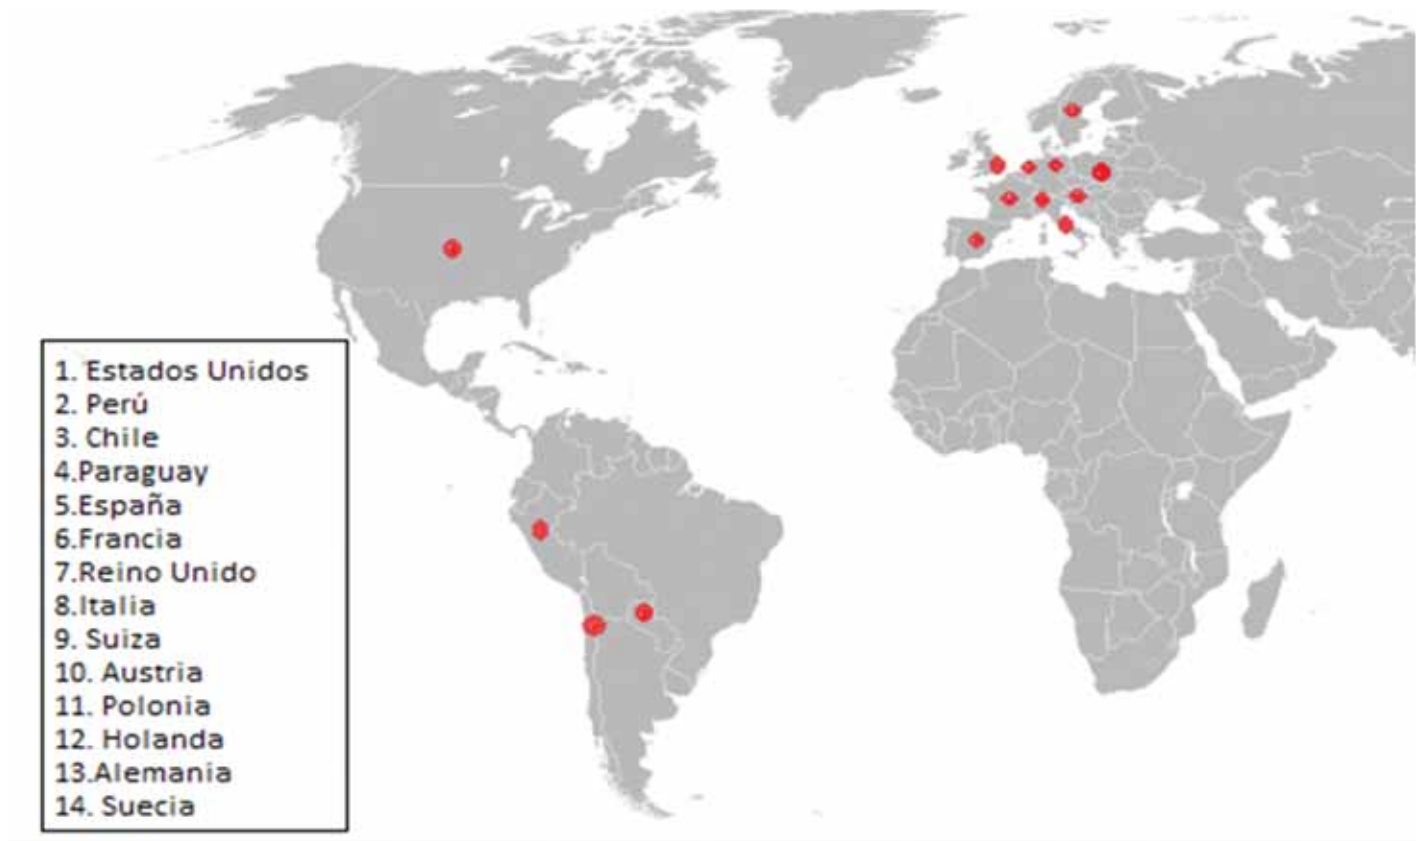 1. Estados Unidos
2. Perú
3. Chile
4.Paraguay
5.España
6.Francia
7.Reino Unido
8.Italia
9. Suiza
10. Austria
11. Polonia
12. Holanda
13.Alemania
14. Suecia